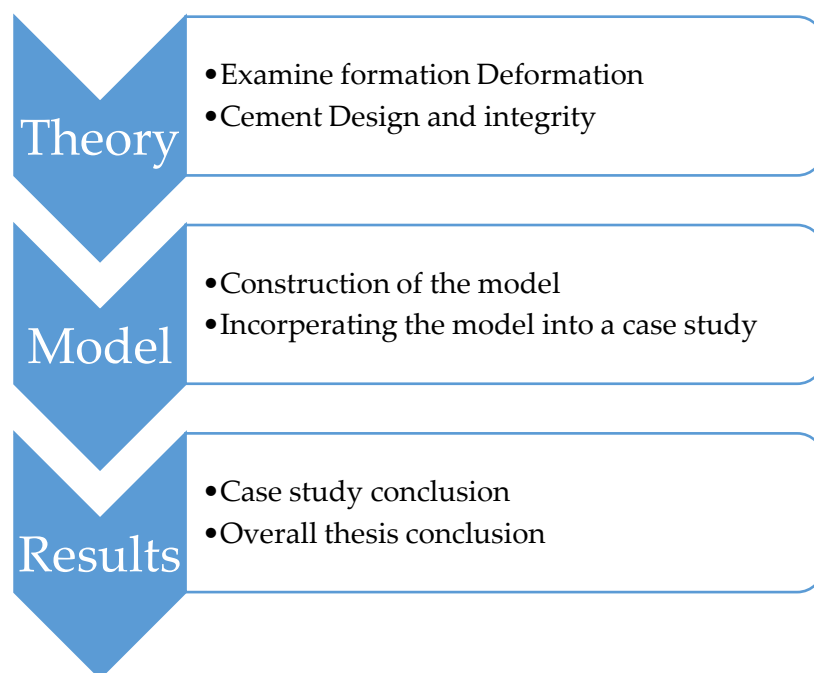 Theory
•Examine formation Deformation
•Cement Design and integrity
Model
•Construction of the model
•Incorperating the model into a case study
Results
•Case study conclusion
•Overall thesis conclusion